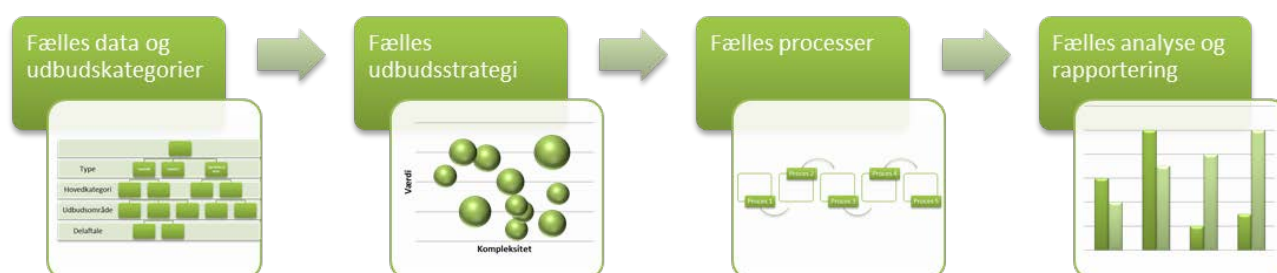 Fælles data og
udbudskategorier
Type
Hovedkategori
Udbudsområde
Delaftale
Fælles
udbudsstrategi
Værdi
Kompleksitet
Fælles processer
Proces 1
Proces 2
Proces 3
Proces 4
Proces 5
Fælles analyse og
rapportering